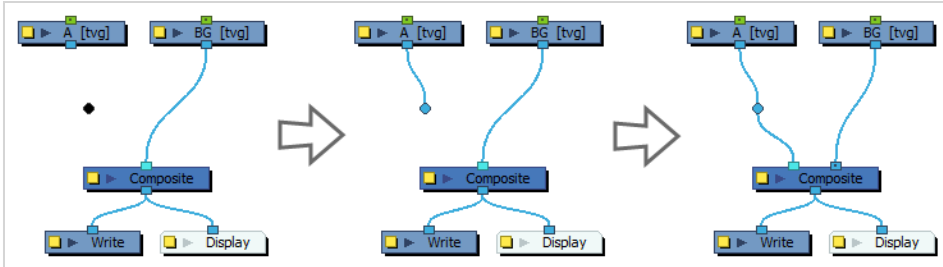 A [tvg] BG [tvg] A [tvg] BG [tvg] A [tvg] BG [tvg]
Composite Composite Composite
Write Display Write Display Write Display